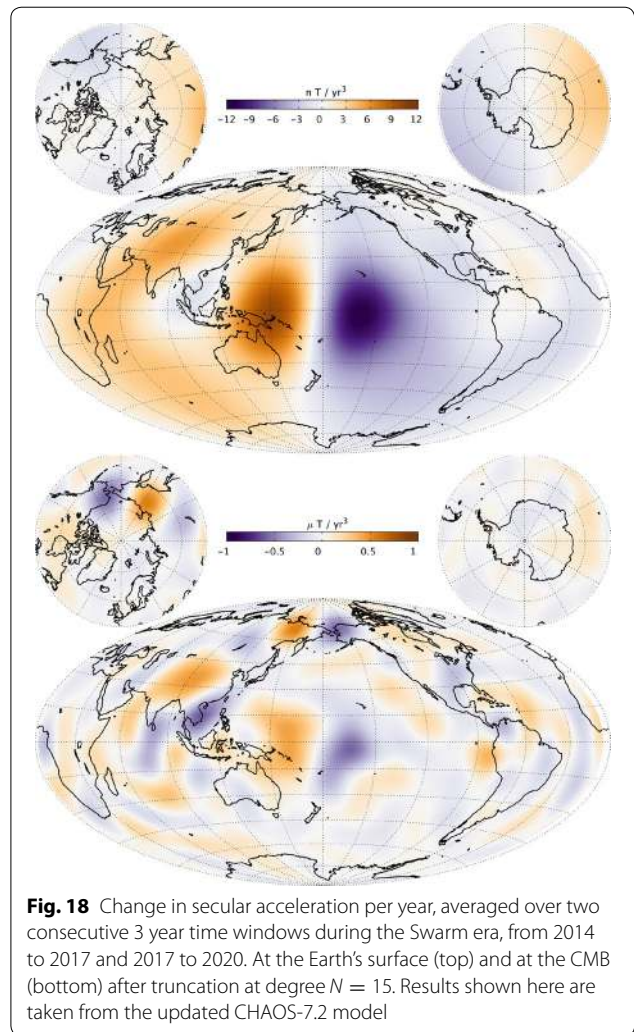 n T / yr³
−12 −9 −6 −3 0 3 6 9 12
μ T / yr³
−1 −0.5 0 0.5 1
Fig. 18 Change in secular acceleration per year, averaged over two
consecutive 3 year time windows during the Swarm era, from 2014
to 2017 and 2017 to 2020. At the Earth’s surface (top) and at the CMB
(bottom) after truncation at degree N = 15. Results shown here are
taken from the updated CHAOS-7.2 model